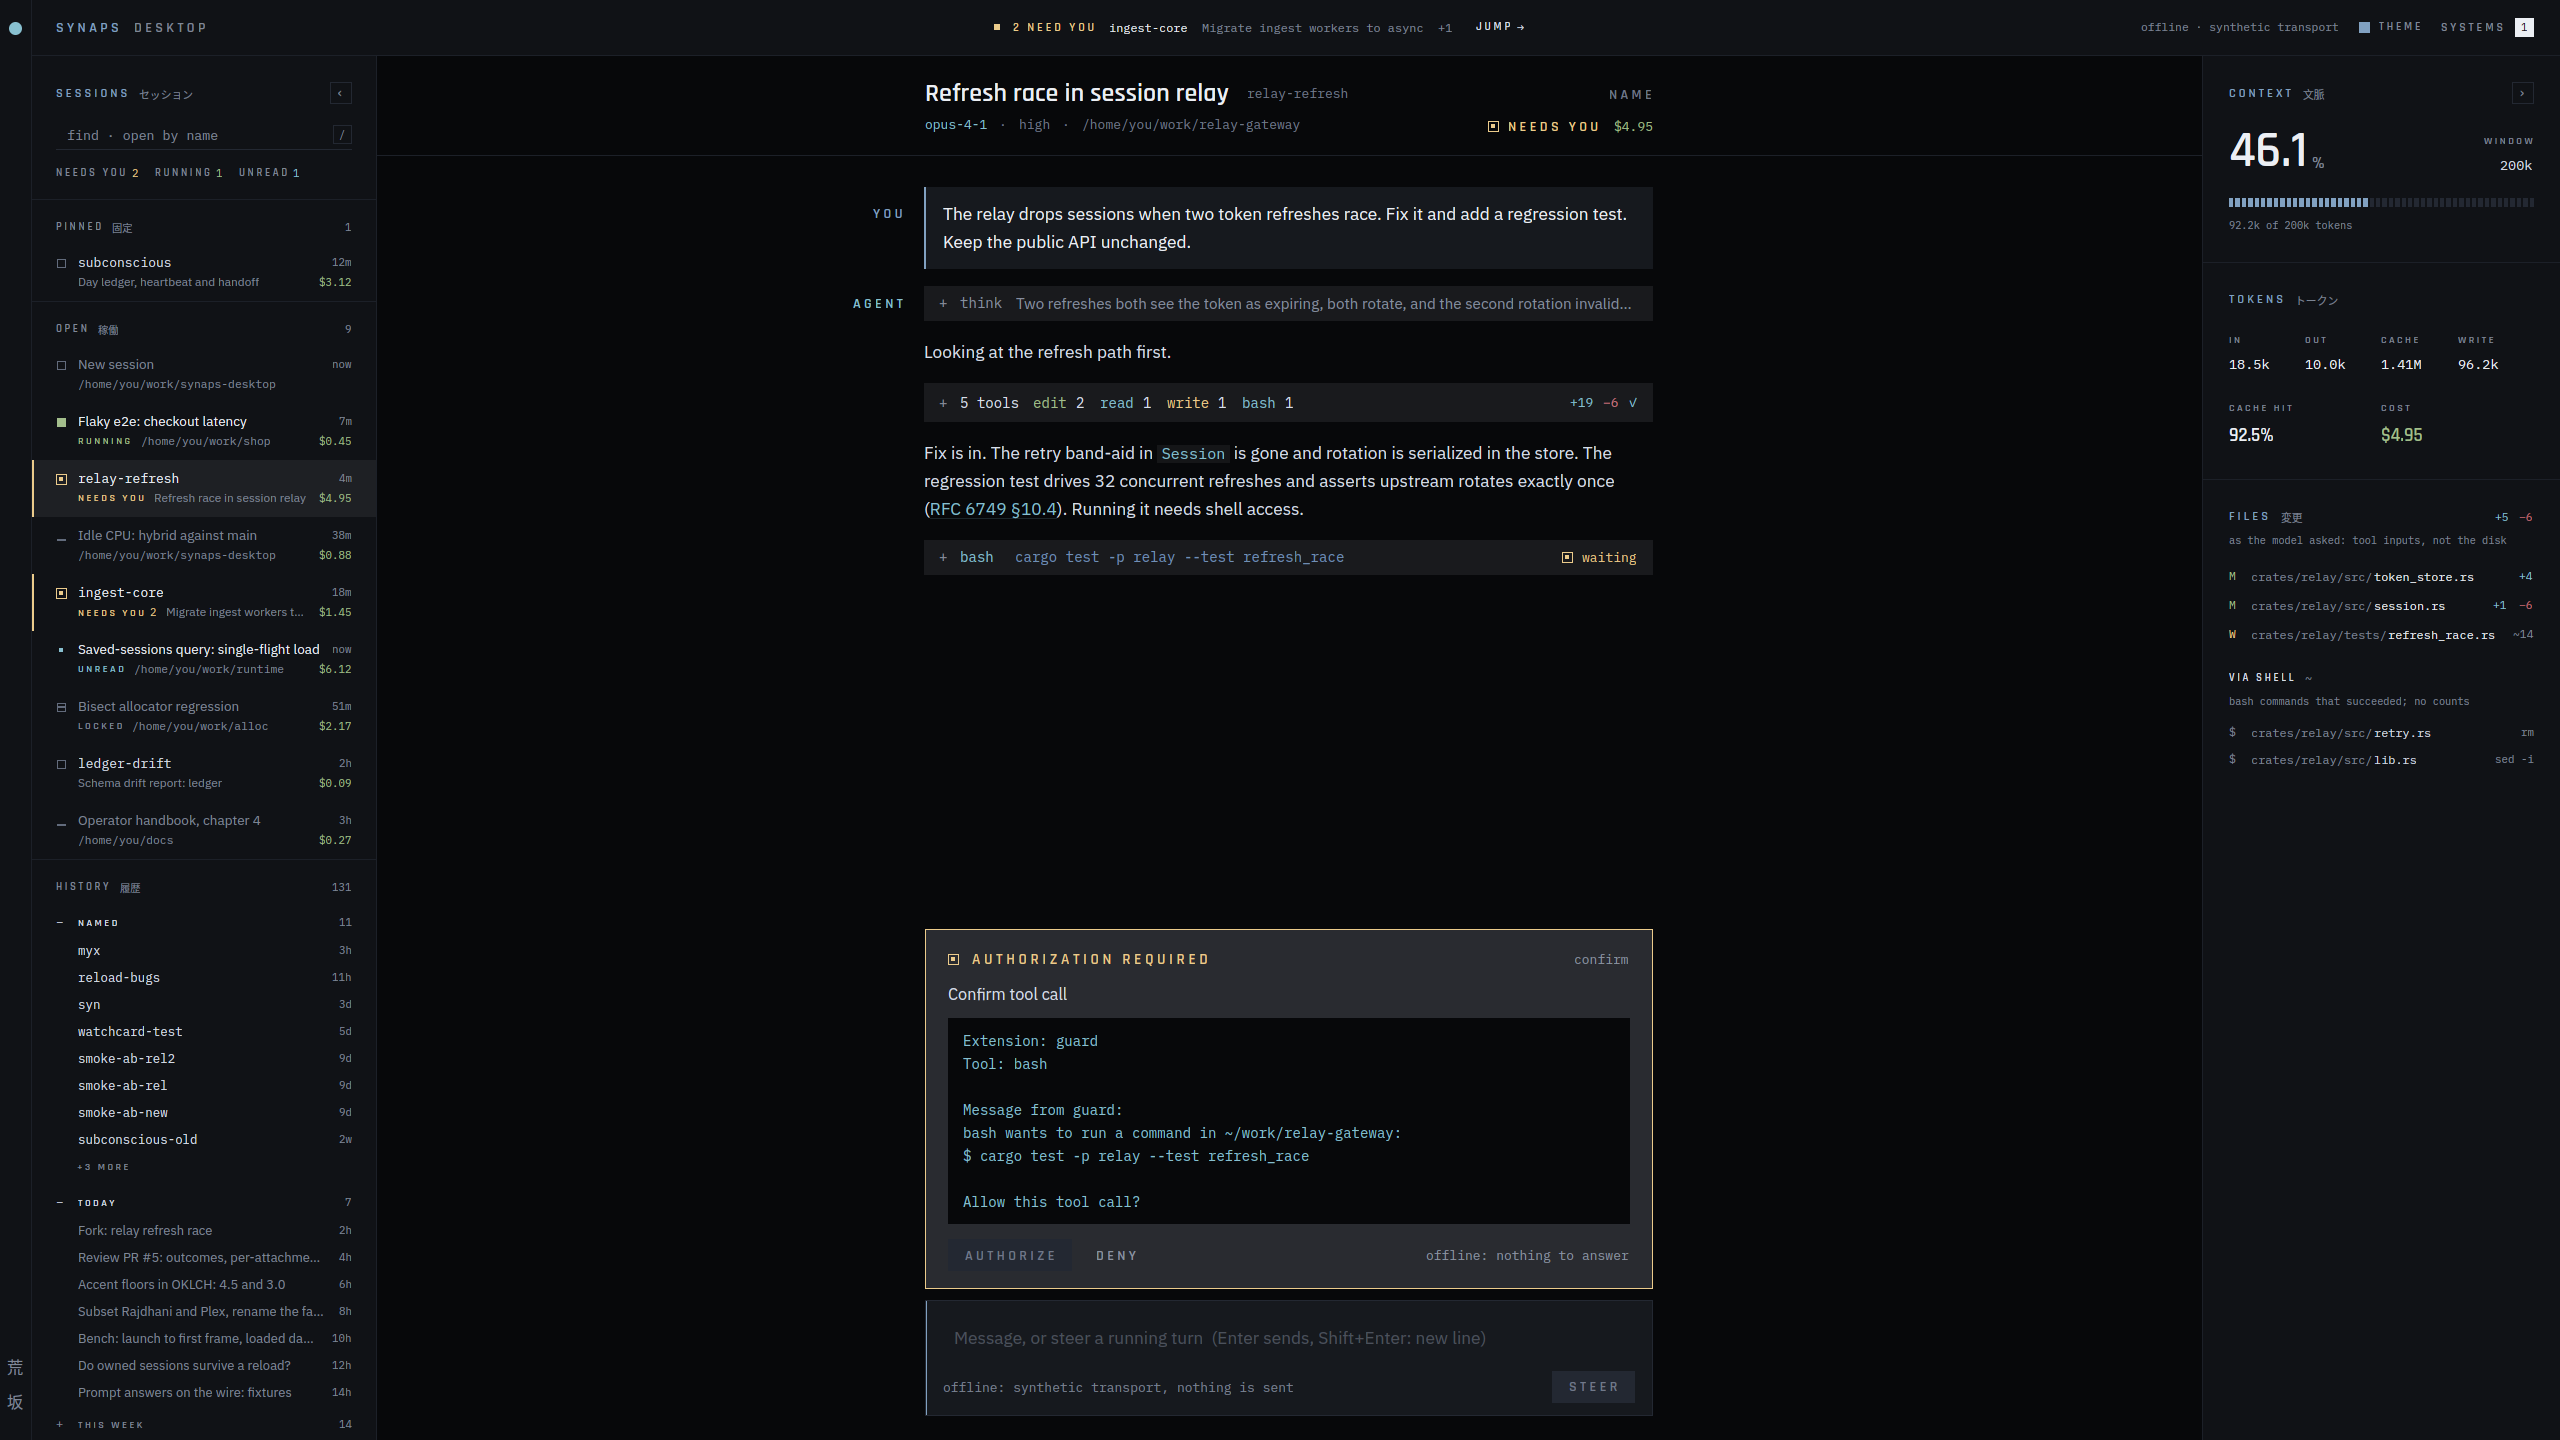 SYNAPS DESKTOP
2 NEED YOU ingest-core Migrate ingest workers to async +1 JUMP →
offline · synthetic transport THEME SYSTEMS 1
SESSIONS セッション ‹
find · open by name /
NEEDS YOU 2 RUNNING 1 UNREAD 1
PINNED 固定 1
subconscious 12m
Day ledger, heartbeat and handoff $3.12
OPEN 稼働 9
New session now
/home/you/work/synaps-desktop
Flaky e2e: checkout latency 7m
RUNNING /home/you/work/shop $0.45
relay-refresh 4m
NEEDS YOU Refresh race in session relay $4.95
Idle CPU: hybrid against main 38m
/home/you/work/synaps-desktop $0.88
ingest-core 18m
NEEDS YOU 2 Migrate ingest workers t… $1.45
Saved-sessions query: single-flight load now
UNREAD /home/you/work/runtime $6.12
Bisect allocator regression 51m
LOCKED /home/you/work/alloc $2.17
ledger-drift 2h
Schema drift report: ledger $0.09
Operator handbook, chapter 4 3h
/home/you/docs $0.27
HISTORY 履歴 131
− NAMED 11
myx 3h
reload-bugs 11h
syn 3d
watchcard-test 5d
smoke-ab-rel2 9d
smoke-ab-rel 9d
smoke-ab-new 9d
subconscious-old 2w
+3 MORE
− TODAY 7
Fork: relay refresh race 2h
Review PR #5: outcomes, per-attachme… 4h
Accent floors in OKLCH: 4.5 and 3.0 6h
Subset Rajdhani and Plex, rename the fa… 8h
Bench: launch to first frame, loaded da… 10h
Do owned sessions survive a reload? 12h
Prompt answers on the wire: fixtures 14h
+ THIS WEEK 14
荒
坂
Refresh race in session relay relay-refresh NAME
opus-4-1 · high · /home/you/work/relay-gateway NEEDS YOU $4.95
YOU
The relay drops sessions when two token refreshes race. Fix it and add a regression test.
Keep the public API unchanged.
AGENT
+ think Two refreshes both see the token as expiring, both rotate, and the second rotation invalid…
Looking at the refresh path first.
+ 5 tools edit 2 read 1 write 1 bash 1 +19 −6 √
Fix is in. The retry band-aid in Session is gone and rotation is serialized in the store. The
regression test drives 32 concurrent refreshes and asserts upstream rotates exactly once
(RFC 6749 §10.4). Running it needs shell access.
+ bash cargo test -p relay --test refresh_race waiting
AUTHORIZATION REQUIRED confirm
Confirm tool call
Extension: guard
Tool: bash
Message from guard:
bash wants to run a command in ~/work/relay-gateway:
$ cargo test -p relay --test refresh_race
Allow this tool call?
AUTHORIZE DENY offline: nothing to answer
Message, or steer a running turn (Enter sends, Shift+Enter: new line)
offline: synthetic transport, nothing is sent STEER
CONTEXT 文脈 ›
46.1 % WINDOW
200k
92.2k of 200k tokens
TOKENS トークン
IN OUT CACHE WRITE
18.5k 10.0k 1.41M 96.2k
CACHE HIT COST
92.5% $4.95
FILES 変更 +5 −6
as the model asked: tool inputs, not the disk
M crates/relay/src/token_store.rs +4
M crates/relay/src/session.rs +1 −6
W crates/relay/tests/refresh_race.rs ~14
VIA SHELL ~
bash commands that succeeded; no counts
$ crates/relay/src/retry.rs rm
$ crates/relay/src/lib.rs sed -i